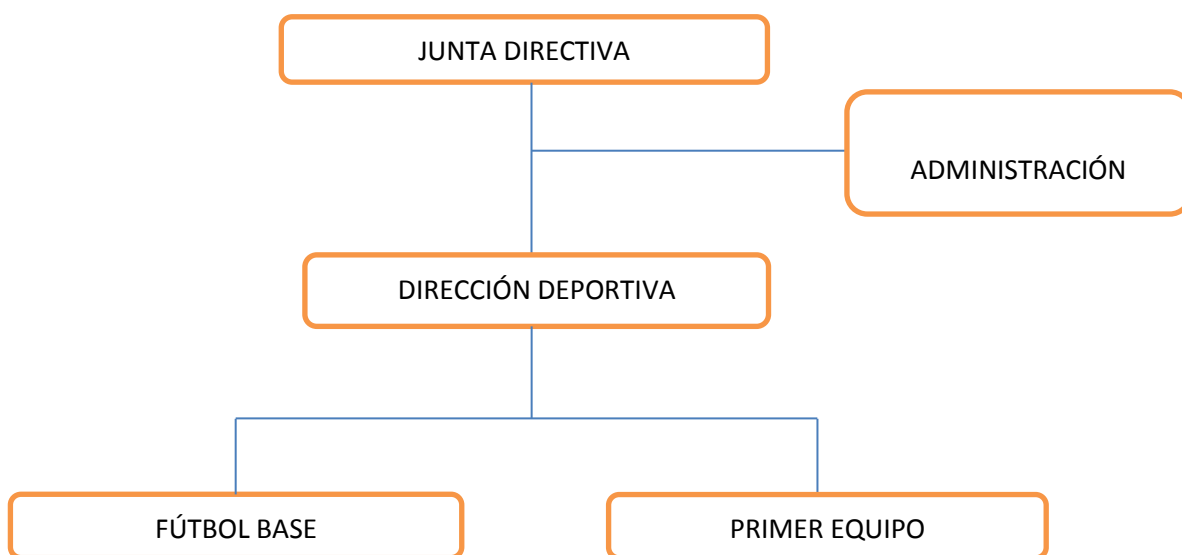 JUNTA DIRECTIVA
ADMINISTRACIÓN
DIRECCIÓN DEPORTIVA
FÚTBOL BASE
PRIMER EQUIPO